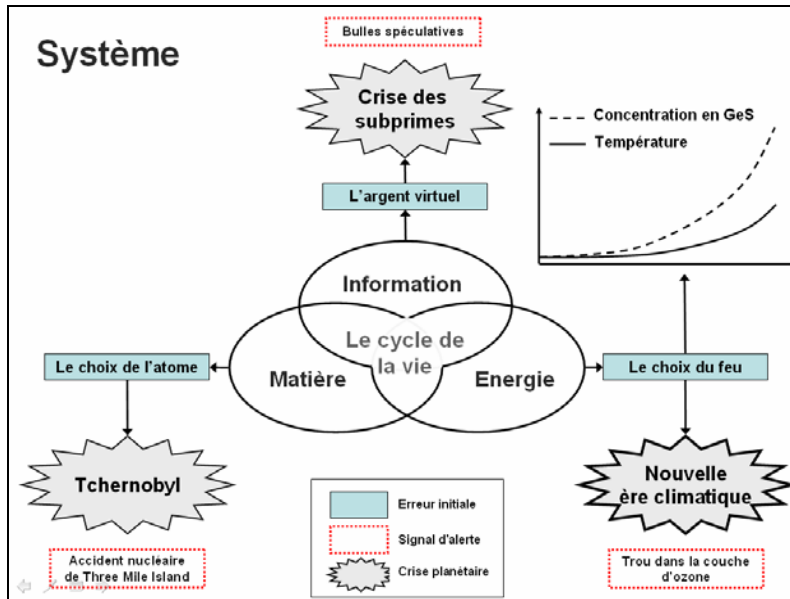 Système
Bulles spéculatives
Crise des
subprimes
Concentration en GeS
Température
L'argent virtuel
Information
Le cycle de
la vie
Matière
Energie
Le choix de l'atome
Le choix du feu
Tchernobyl
Nouvelle
ère climatique
Erreur initiale
Signal d'alerte
Crise planétaire
Accident nucléaire
de Three Mile Island
Trou dans la couche
d'ozone